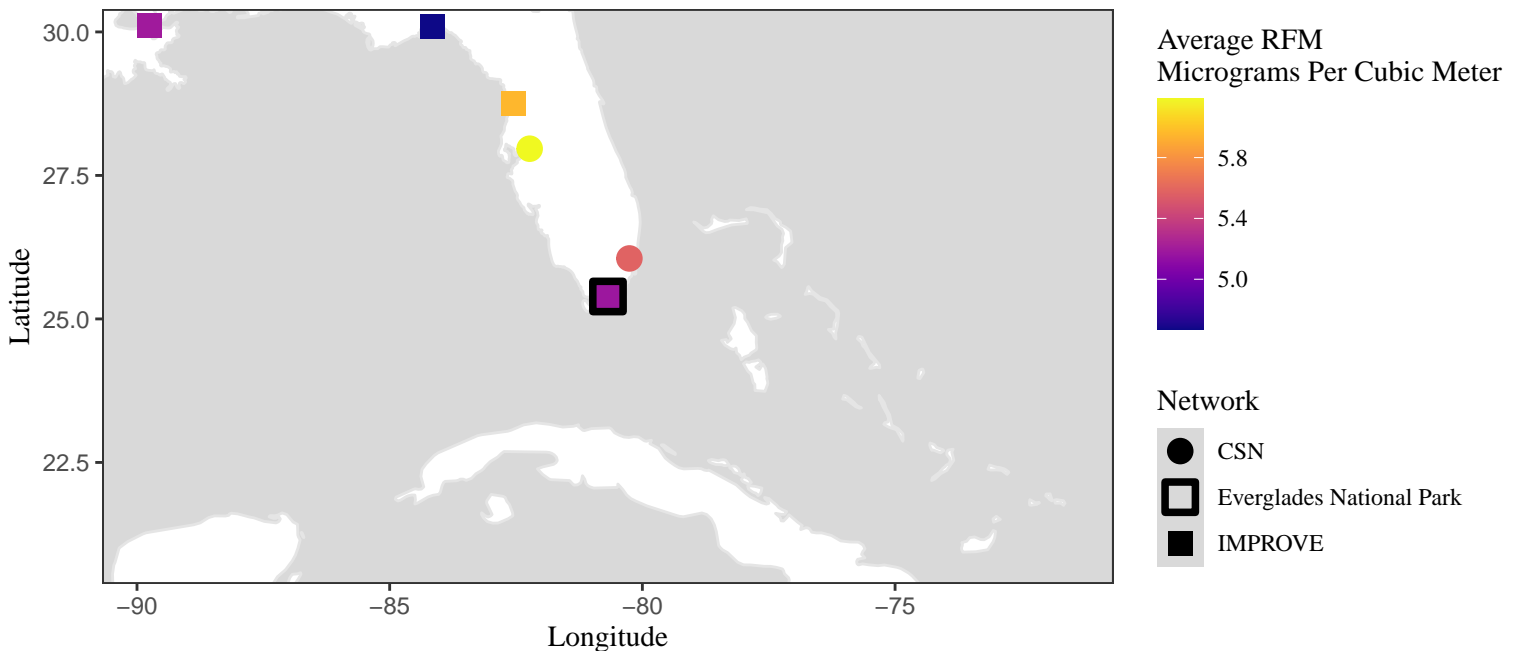 30.0
27.5
25.0
22.5
Latitude
−90
−85
−80
−75
Longitude
Average RFM
Micrograms Per Cubic Meter
5.8
5.4
5.0
Network
CSN
Everglades National Park
IMPROVE